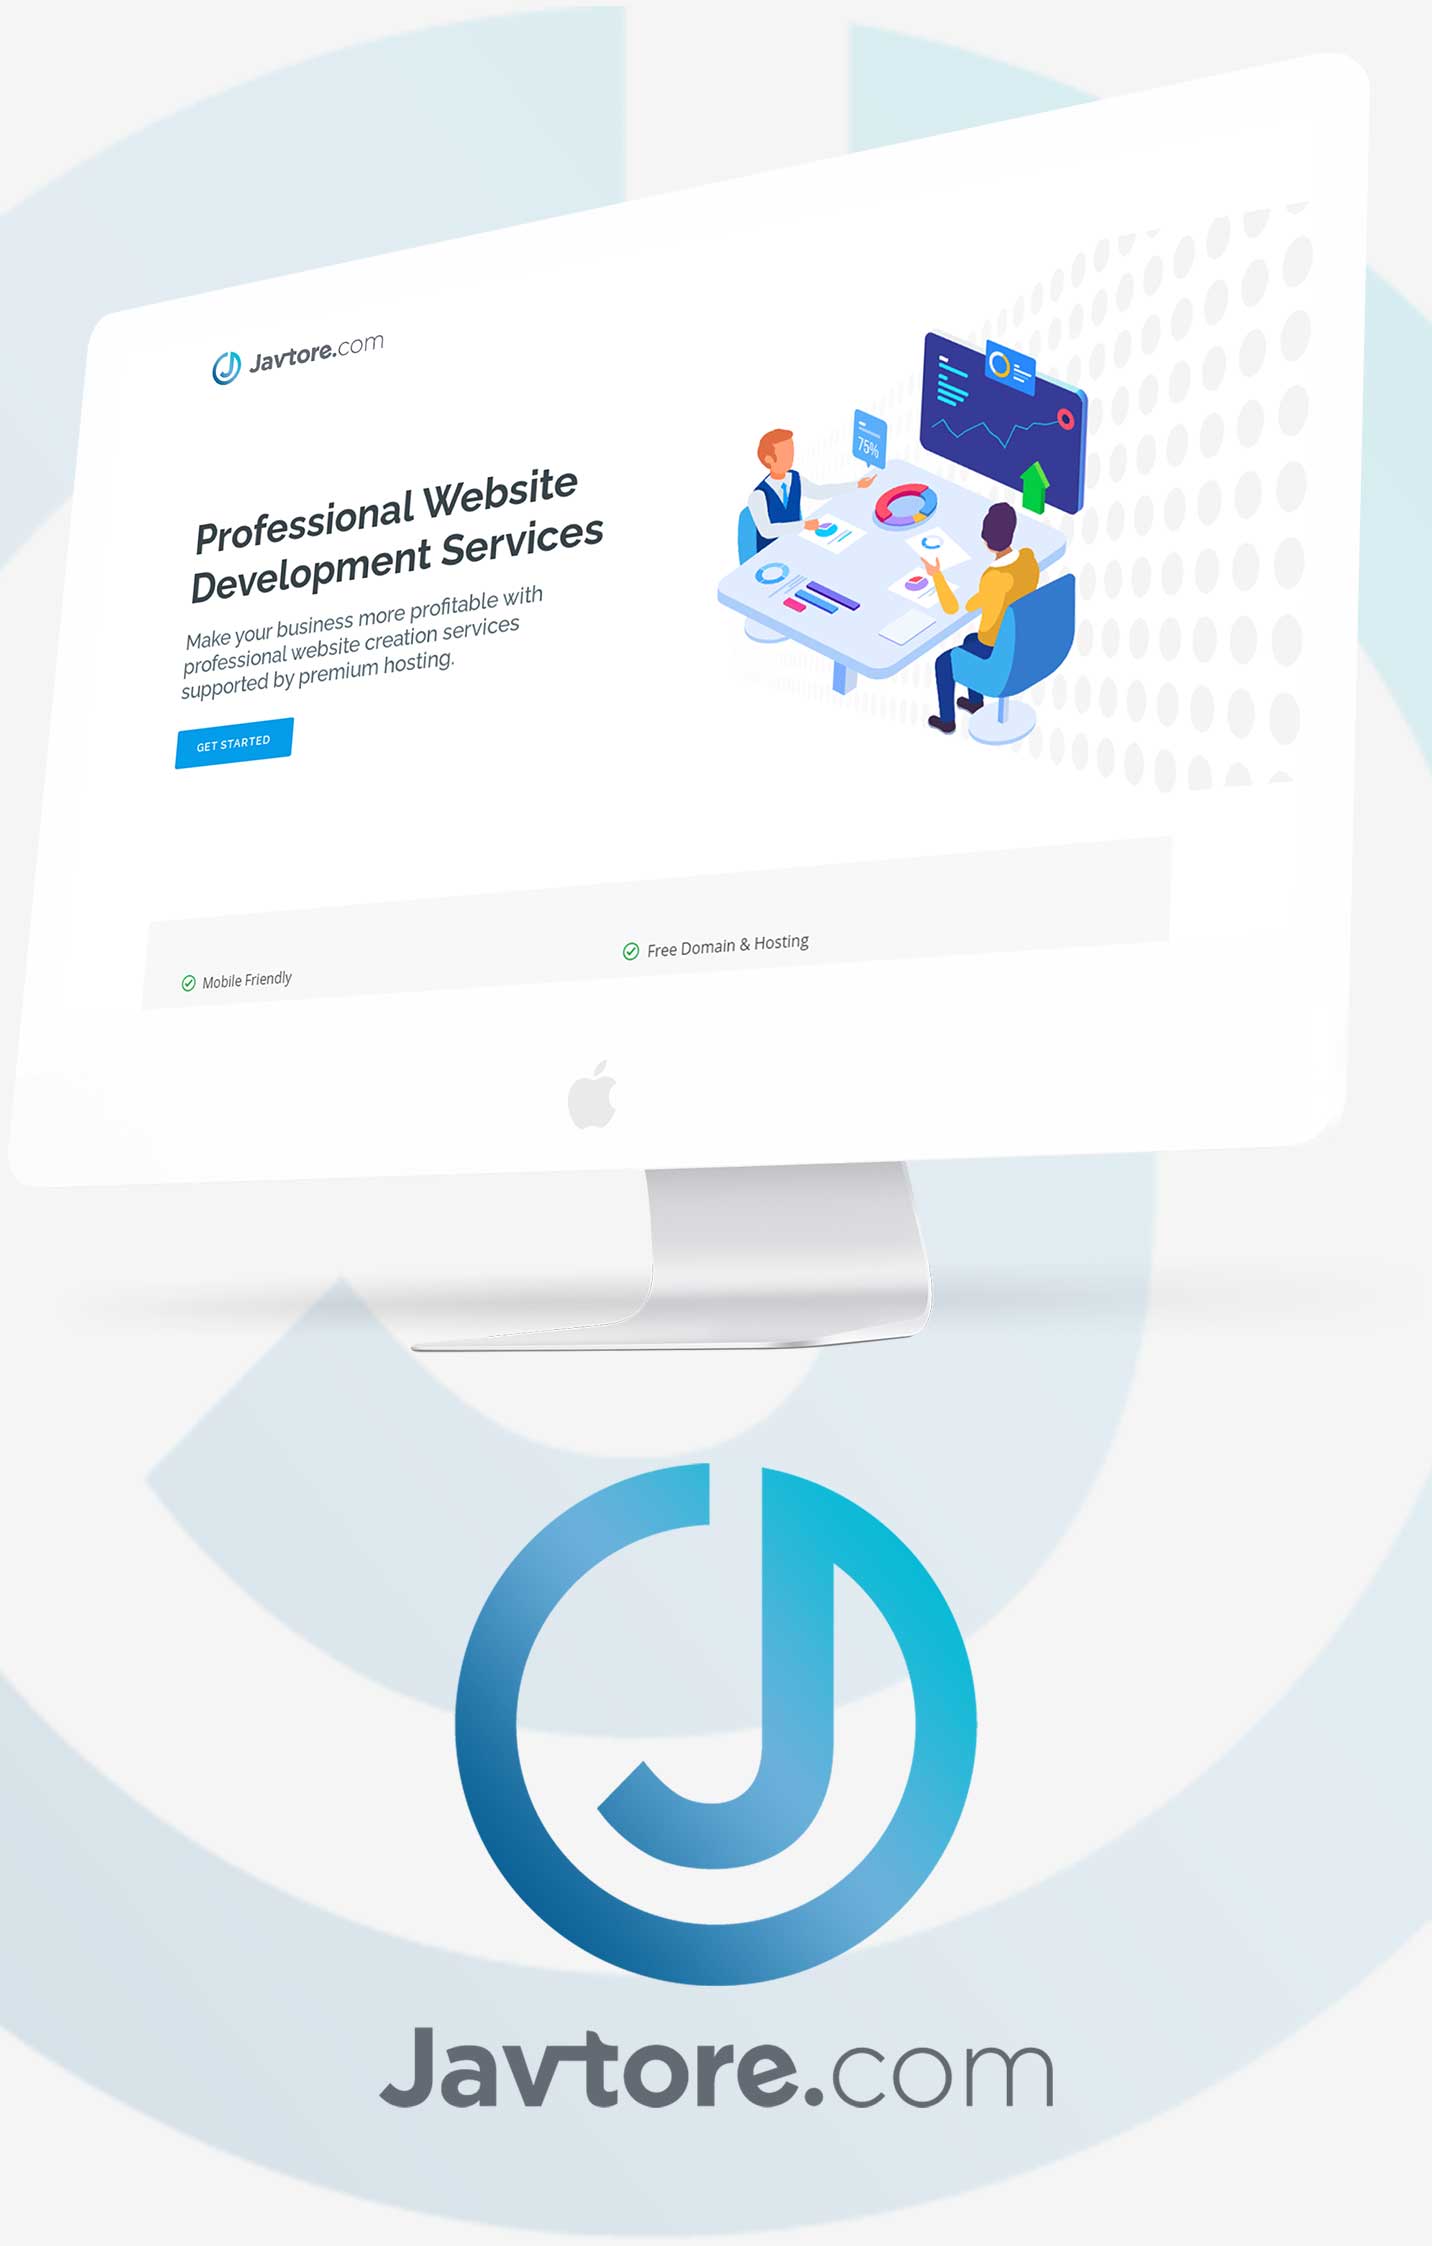 Javtore.com
75%
Professional Website
Development Services
Make your business more profitable with
professional website creation services
supported by premium hosting.
GET STARTED
Mobile Friendly
Free Domain & Hosting
Javtore.com